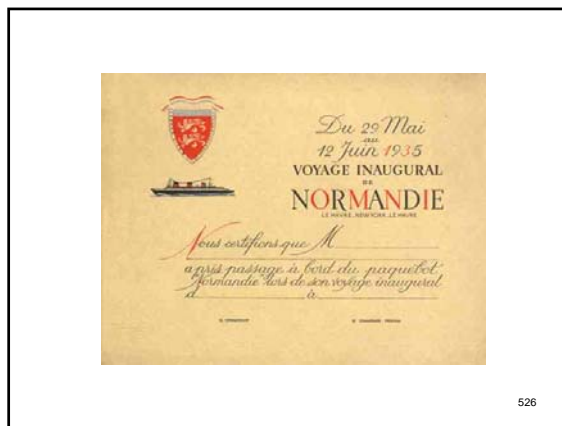 Du 29 Mai
au
12 Juin 1935
VOYAGE INAUGURAL
DE
NORMANDIE
LE HAVRE, NEW YORK, LE HAVRE
Nous certifions que M
a pris passage à bord du paquebot
Normandie lors de son voyage inaugural
d à
526